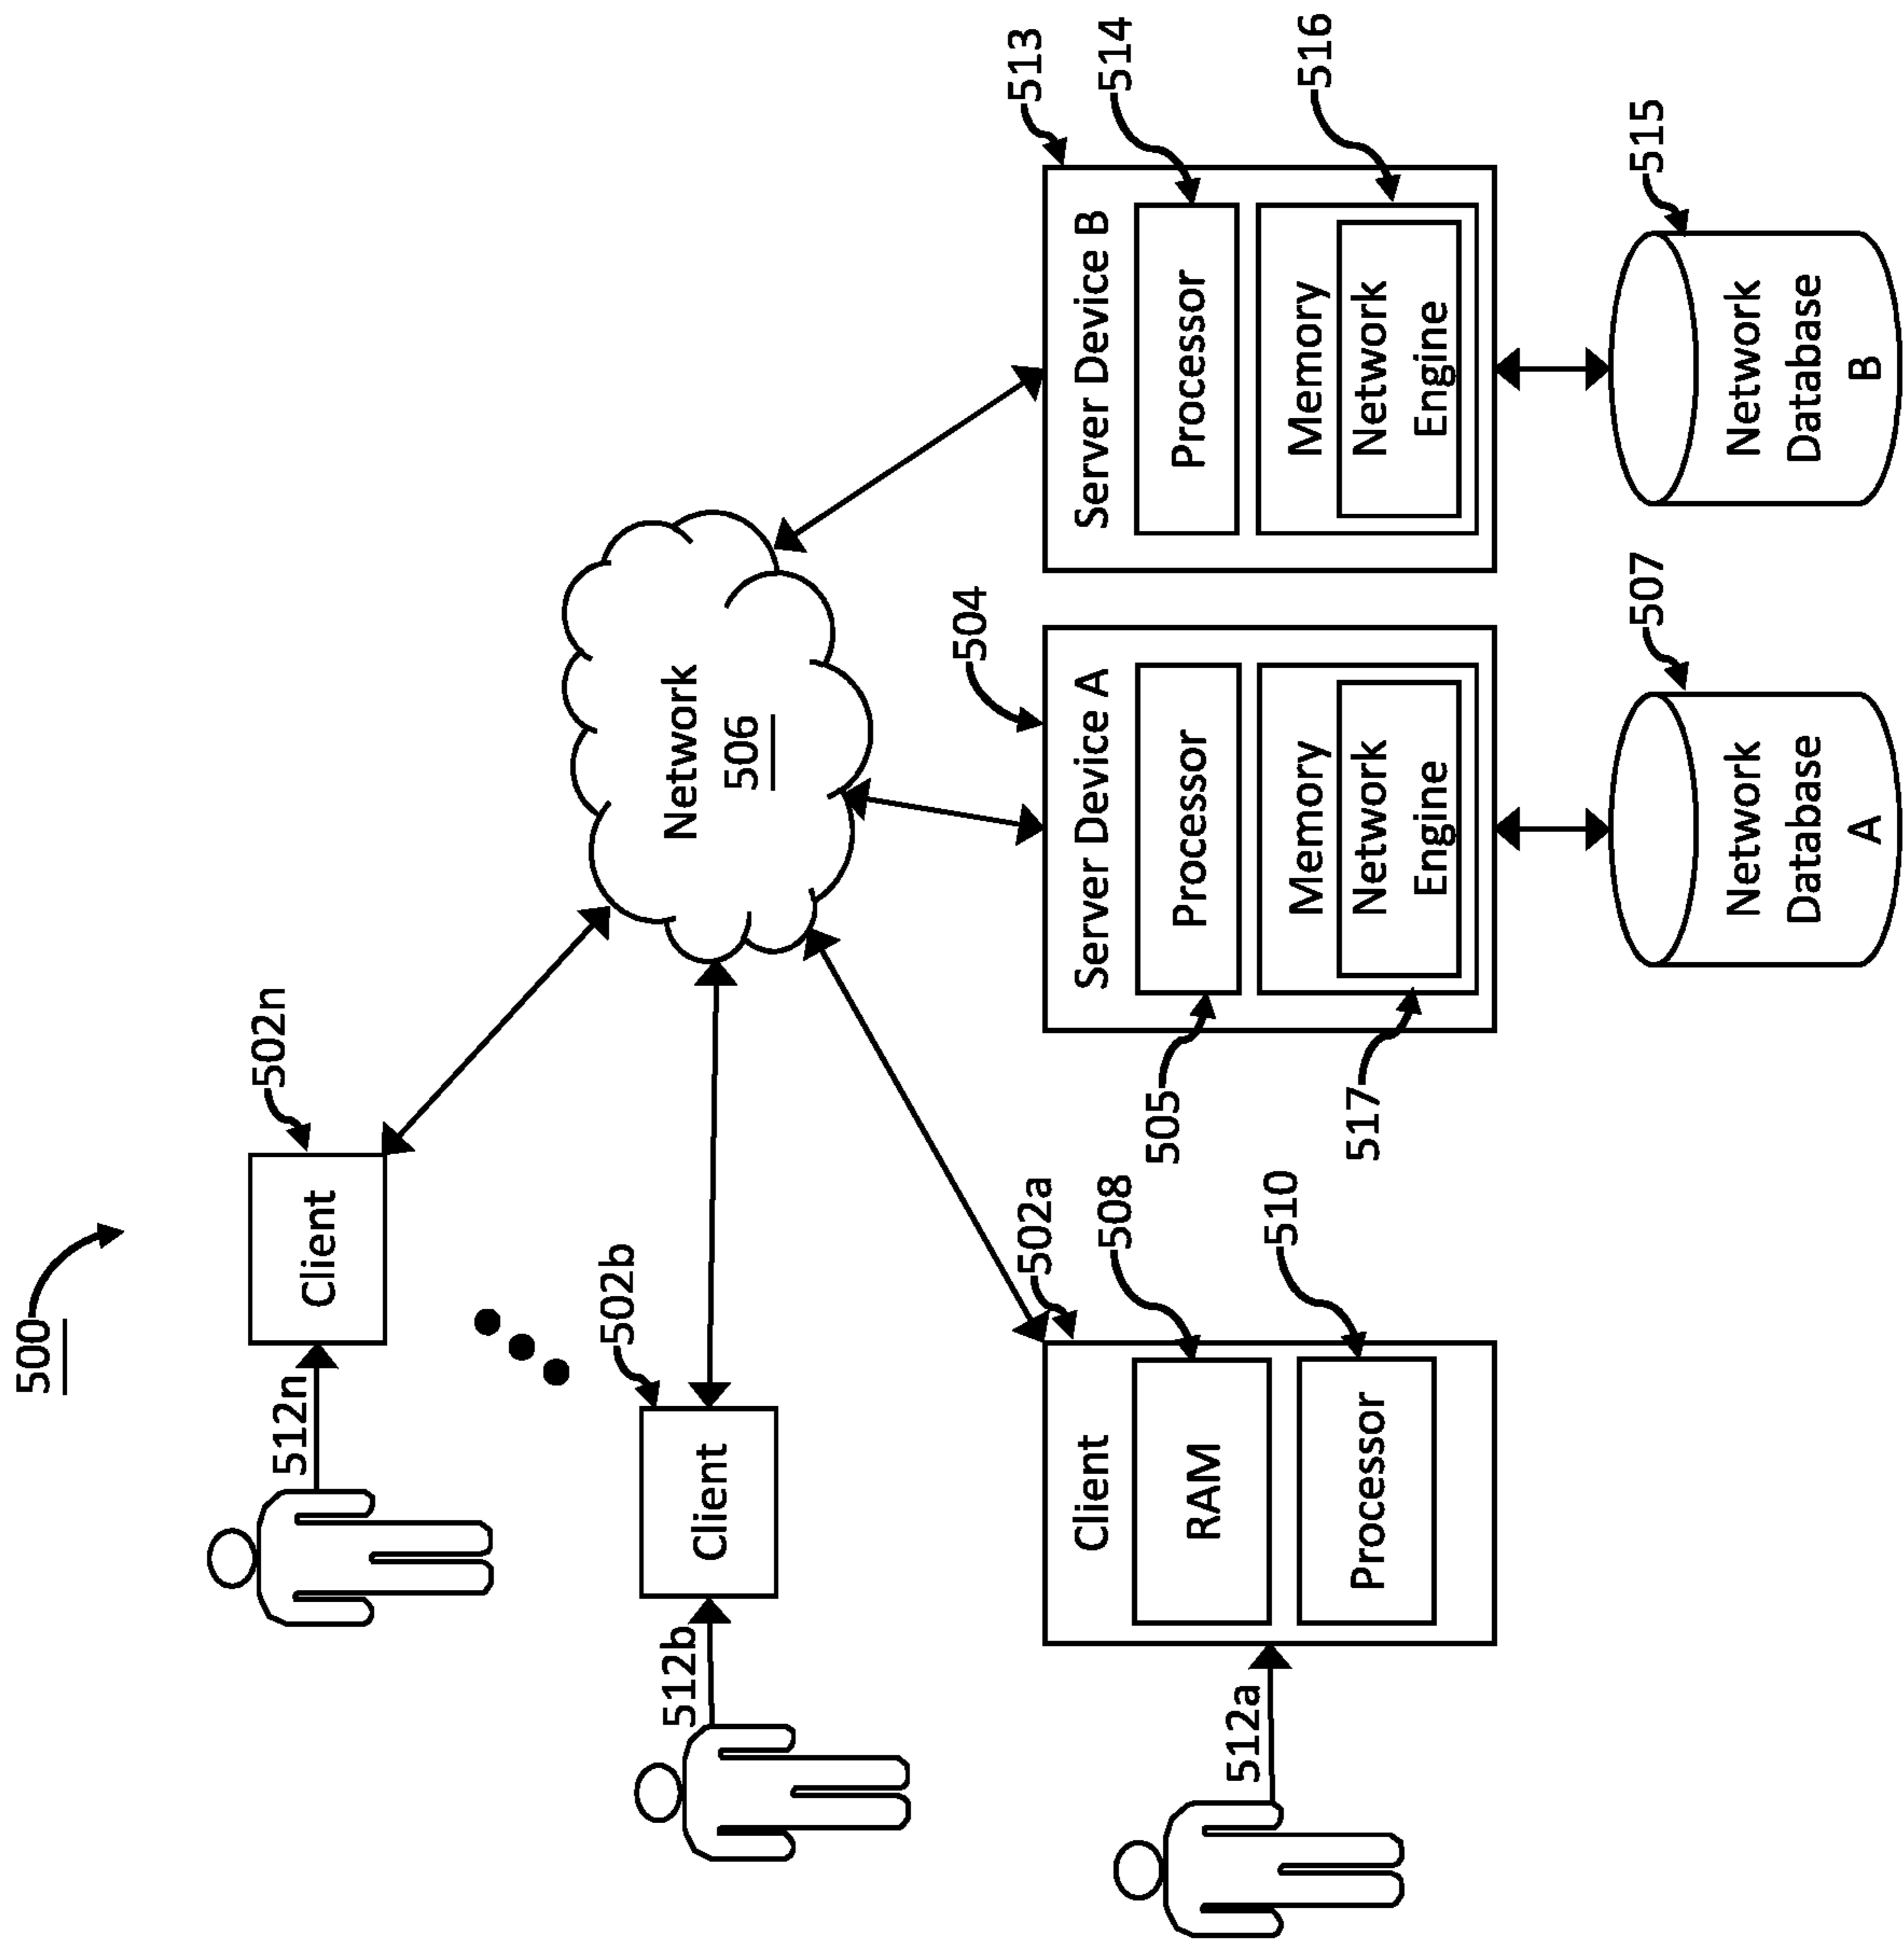 500
512n
Client
502n
512b
Client
502b
Network
506
512a
Client
502a
RAM
508
Processor
510
Server Device A
504
Processor
505
Memory
Network
Engine
517
Server Device B
513
Processor
514
Memory
516
Network
Engine
Network
Database
A
507
Network
Database
B
515